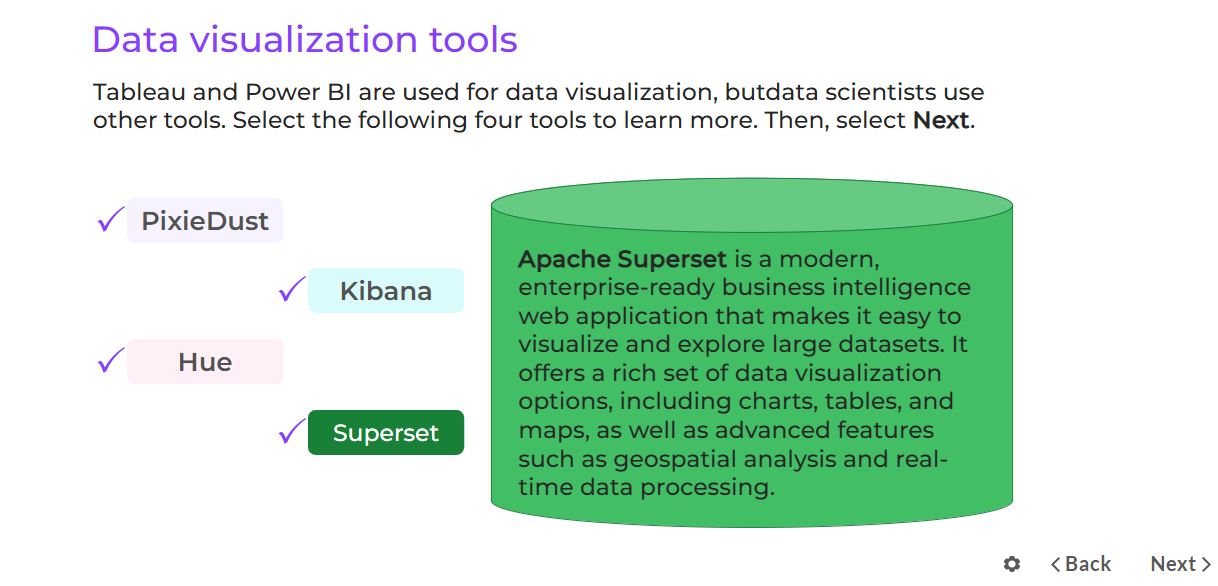 Data visualization tools
Tableau and Power BI are used for data visualization, butdata scientists use
other tools. Select the following four tools to learn more. Then, select Next.
PixieDust
Kibana
Hue
Superset
Apache Superset is a modern,
enterprise-ready business intelligence
web application that makes it easy to
visualize and explore large datasets. It
offers a rich set of data visualization
options, including charts, tables, and
maps, as well as advanced features
such as geospatial analysis and real-
time data processing.
Back
Next